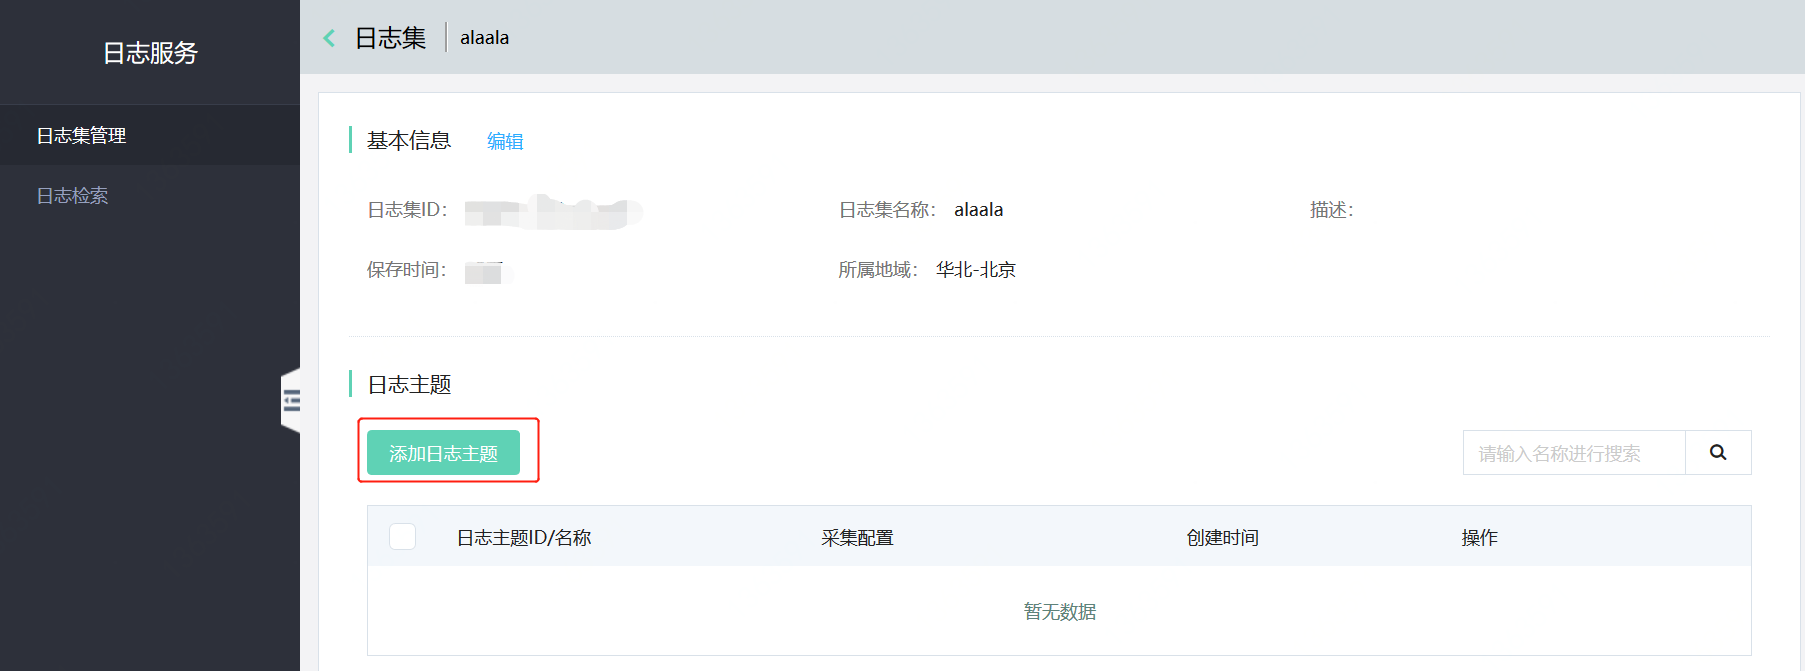 日志服务
日志集管理
日志检索
日志集 alaala
基本信息 编辑
日志集ID：
日志集名称： alaala
描述：
保存时间：
所属地域： 华北-北京
日志主题
添加日志主题
请输入名称进行搜索
日志主题ID/名称 采集配置 创建时间 操作
暂无数据